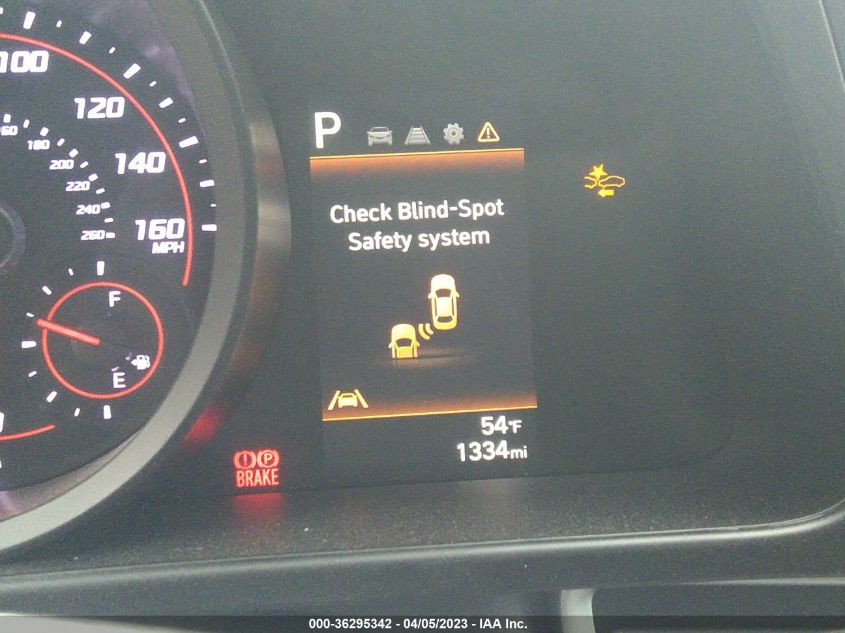 100
120
140
160
MPH
160
180
200
220
240
260
F
E
P
Check Blind-Spot
Safety system
54°F
1334mi
(!) (P)
BRAKE
000-36295342 - 04/05/2023 - IAA Inc.